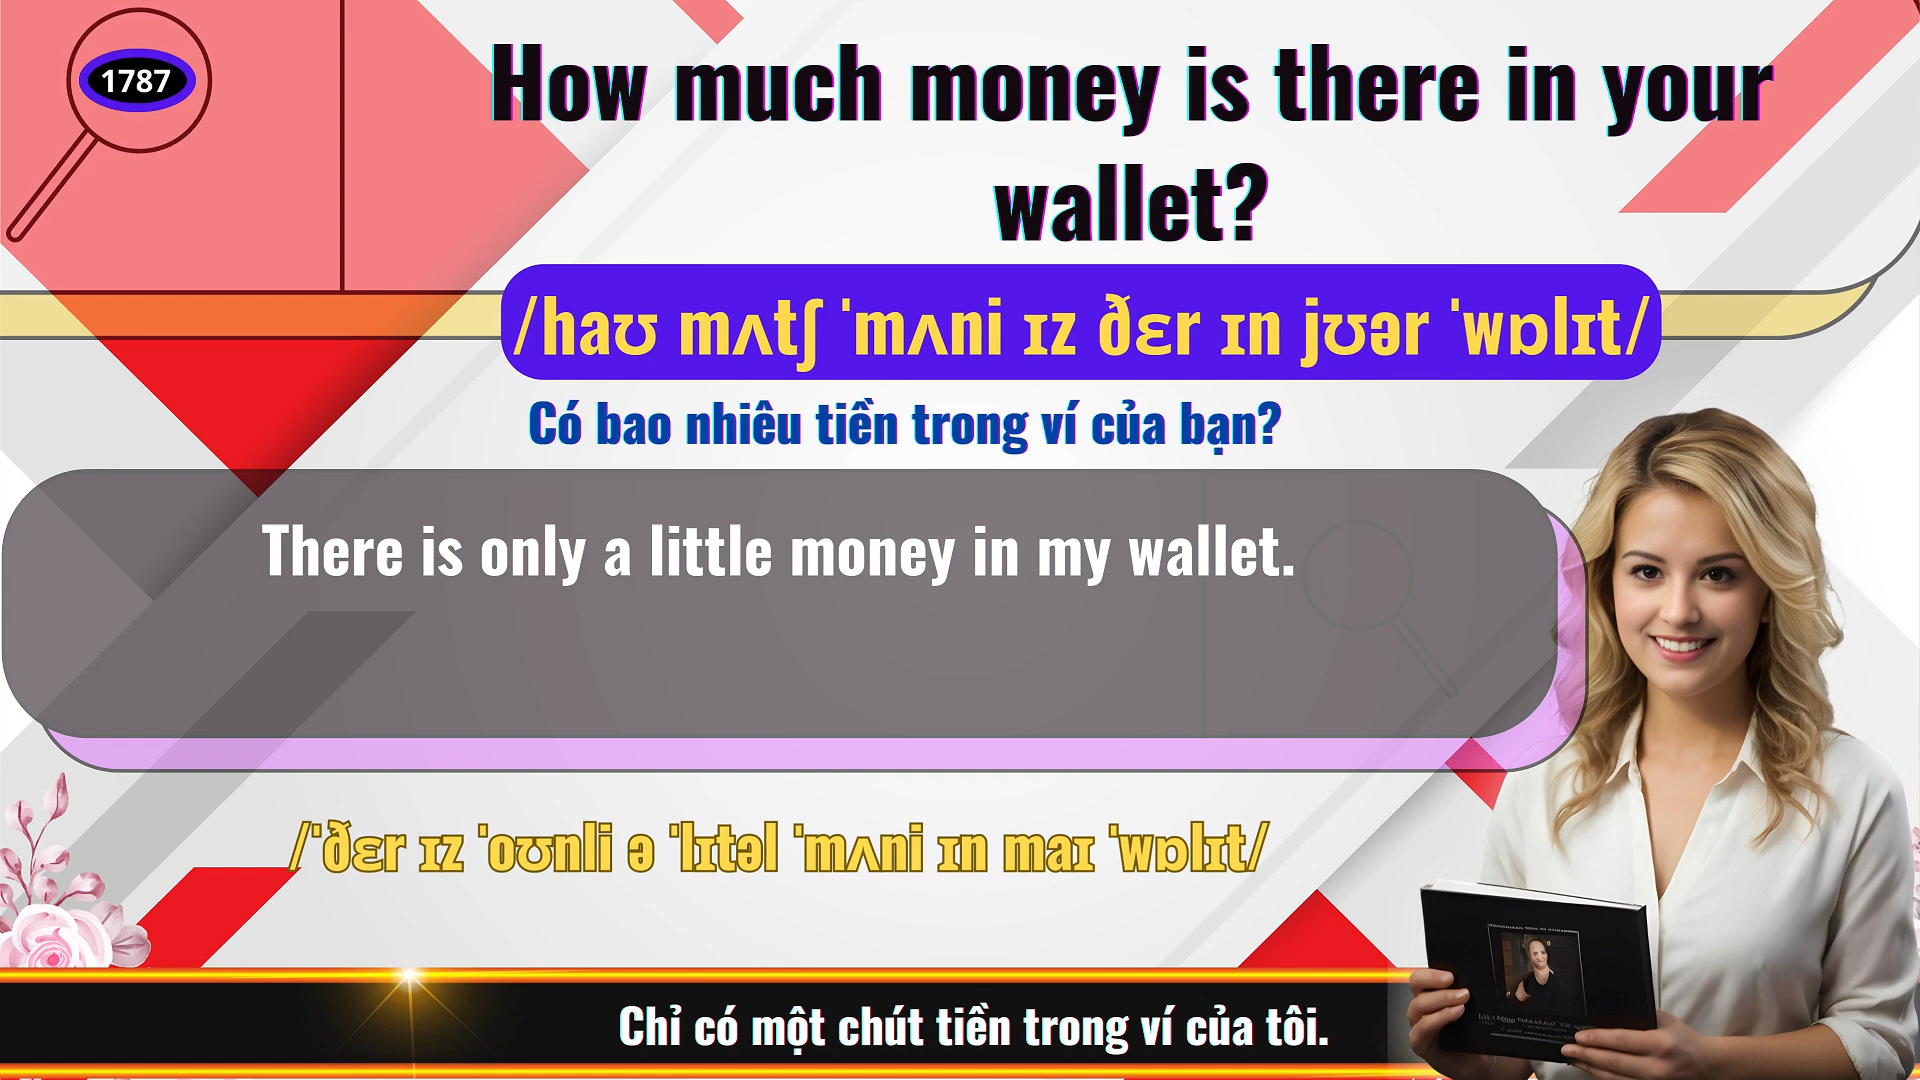 1787
How much money is there in your
wallet?
/haʊ mʌtʃ ˈmʌni ɪz ðɛr ɪn jʊər ˈwɒlɪt/
Có bao nhiêu tiền trong ví của bạn?
There is only a little money in my wallet.
/ˈðɛr ɪz ˈoʊnli ə ˈlɪtəl ˈmʌni ɪn maɪ ˈwɒlɪt/
Chỉ có một chút tiền trong ví của tôi.